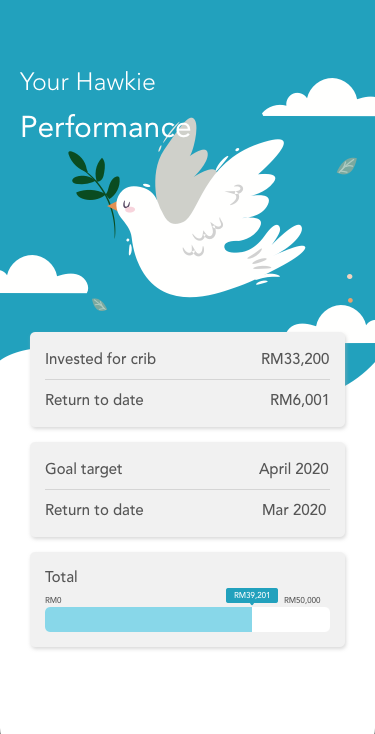 Your Hawkie
Performance
Invested for crib RM33,200
Return to date RM6,001
Goal target April 2020
Return to date Mar 2020
Total
RM0 RM39,201 RM50,000